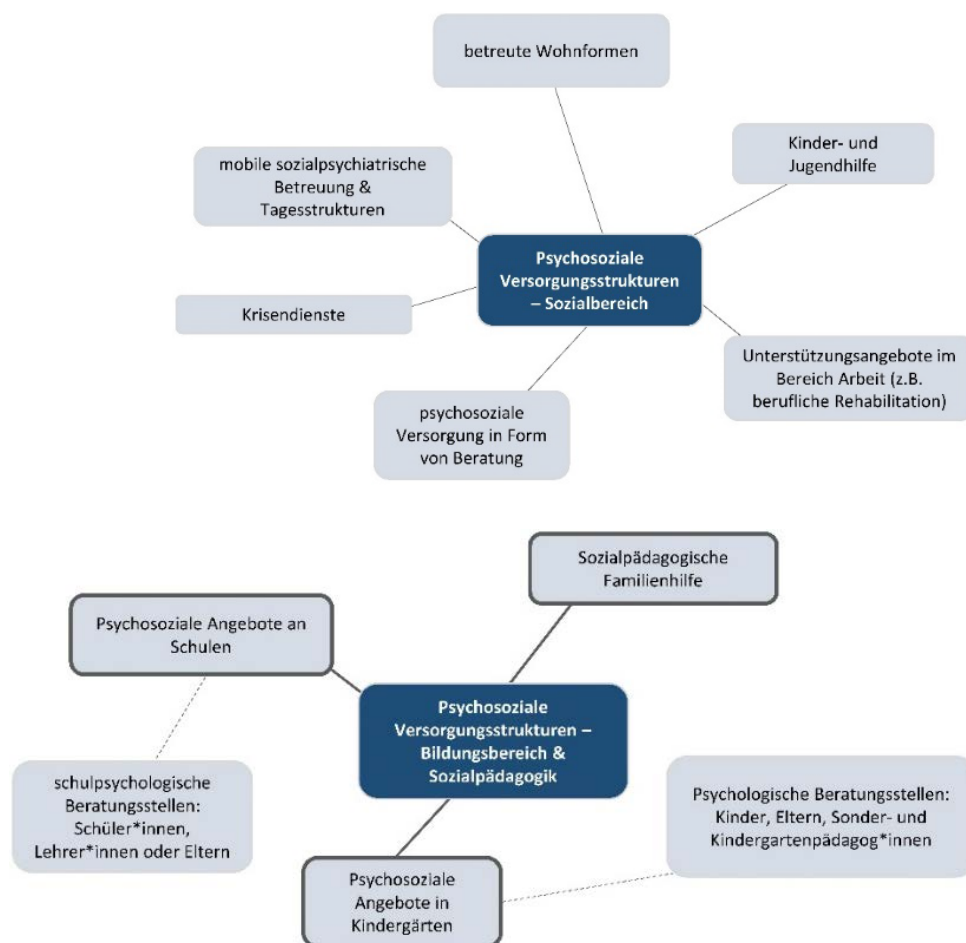 betreute Wohnformen
Kinder- und
Jugendhilfe
mobile sozialpsychiatrische
Betreuung &
Tagesstrukturen
Psychosoziale
Versorgungsstrukturen
– Sozialbereich
Krisendienste
Unterstützungsangebote im
Bereich Arbeit (z.B.
berufliche Rehabilitation)
psychosoziale
Versorgung in Form
von Beratung
Sozialpädagogische
Familienhilfe
Psychosoziale Angebote an
Schulen
Psychosoziale
Versorgungsstrukturen –
Bildungsbereich &
Sozialpädagogik
schulpsychologische
Beratungsstellen:
Schüler*innen,
Lehrer*innen oder Eltern
Psychologische Beratungsstellen:
Kinder, Eltern, Sonder- und
Kindergartenpädagog*innen
Psychosoziale
Angebote in
Kindergärten